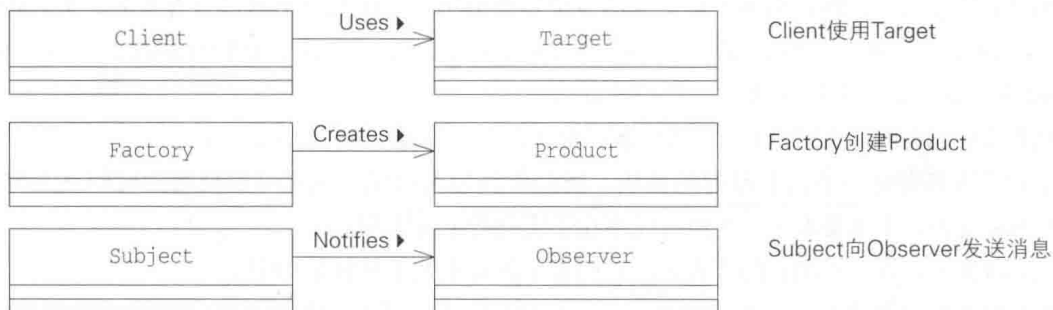 Client
Uses ▶
Target
Client使用Target
Factory
Creates ▶
Product
Factory创建Product
Subject
Notifies ▶
Observer
Subject向Observer发送消息